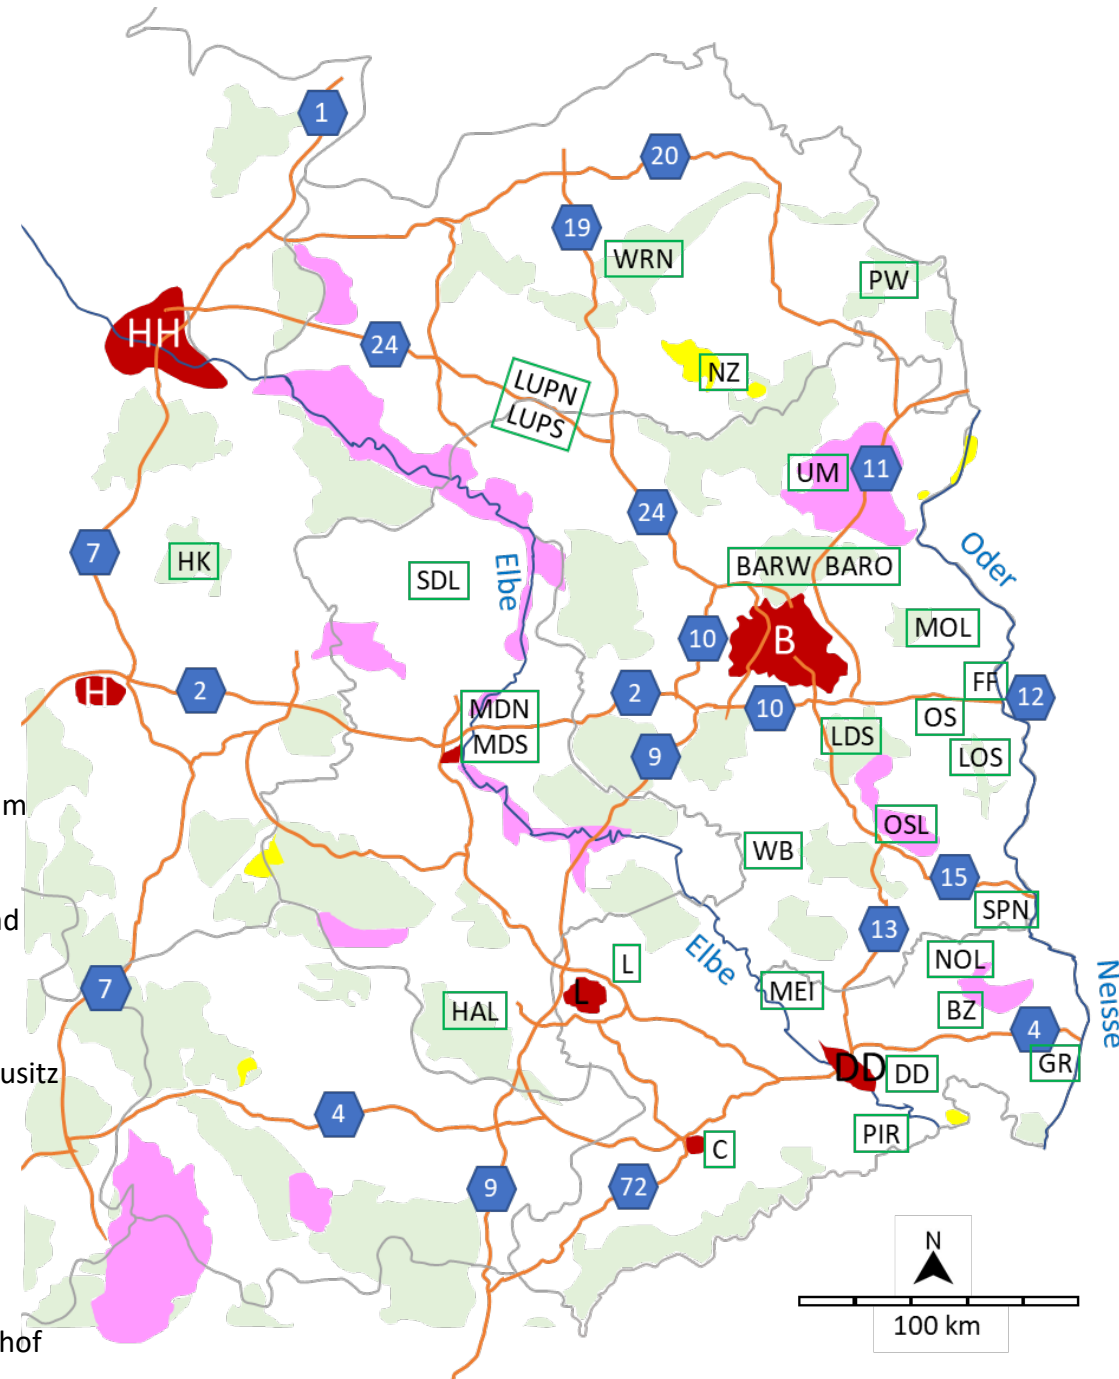 1
20
19
WRN
PW
HH
24
NZ
LUPN
LUPS
UM
11
24
7
HK
SDL
Elbe
Oder
BARW BARO
MOL
10
B
H
2
2
FF
12
MDN
MDS
10
OS
LDS
9
LOS
m
OSL
WB
15
nd
SPN
13
L
Elbe
NOL
7
L
MEI
HAL
BZ
Neisse
4
GR
usitz
DD
DD
4
PIR
C
9
72
N
100 km
hof